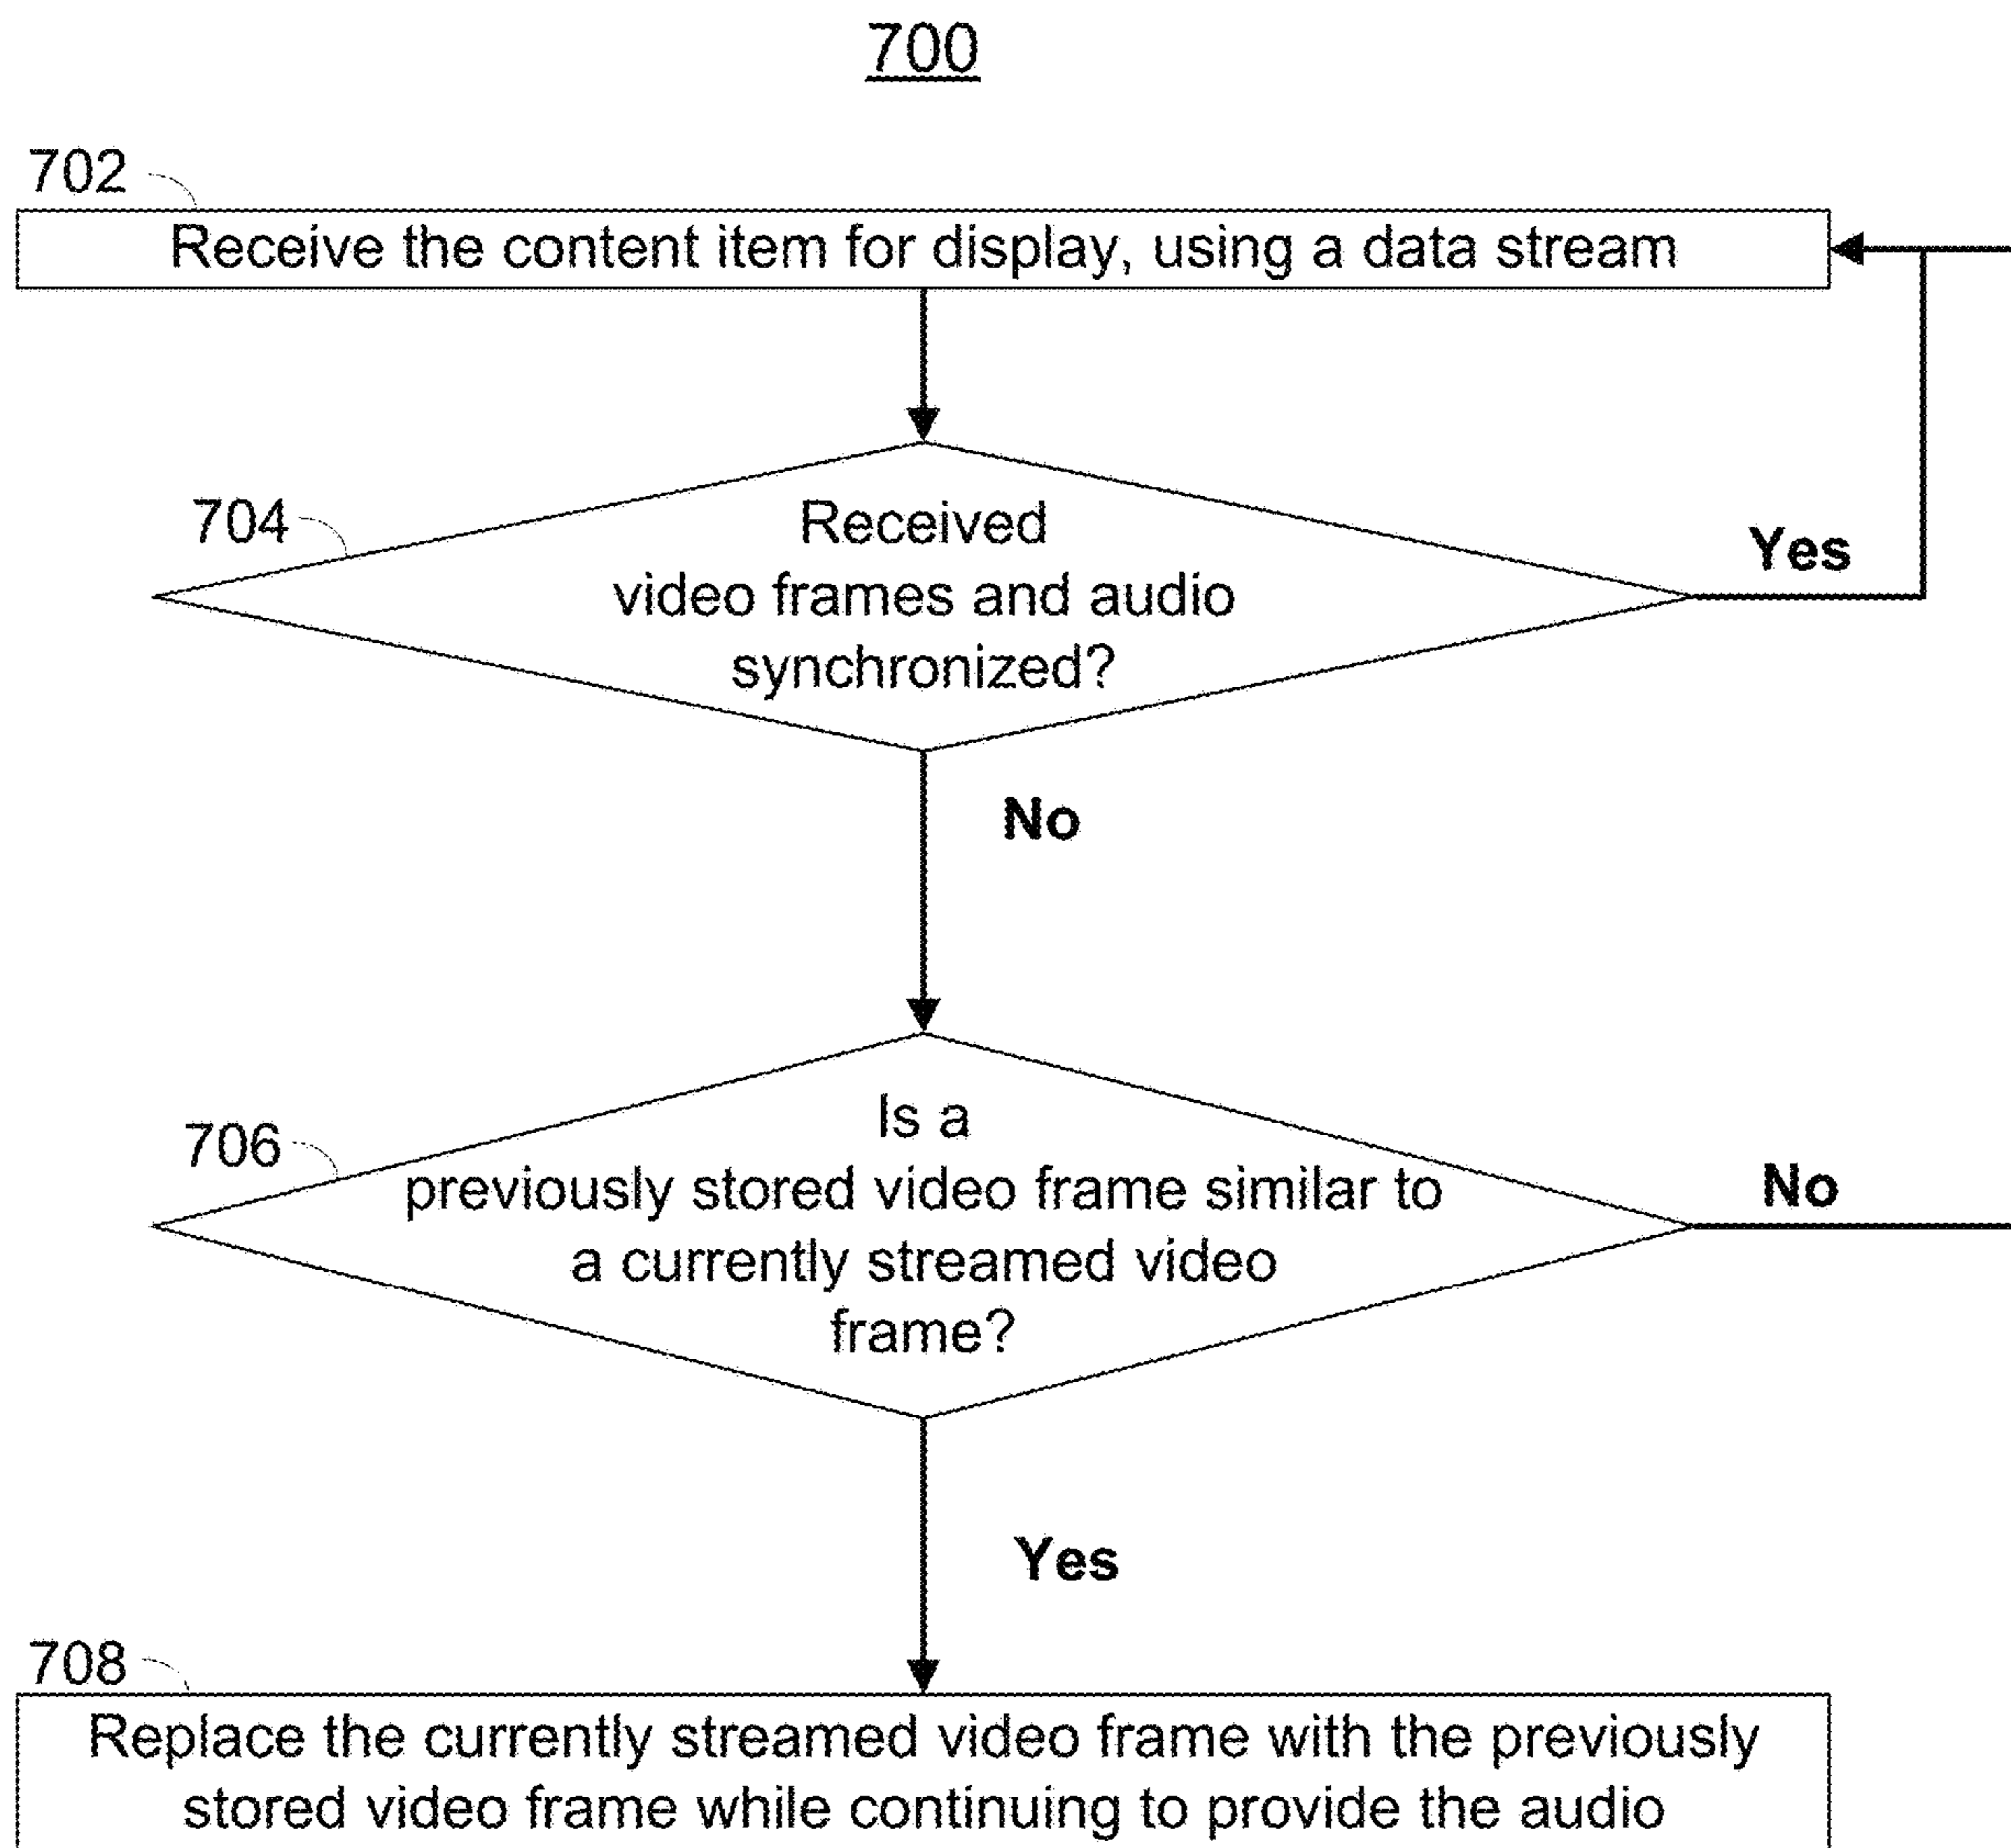 700
702
Receive the content item for display, using a data stream
704
Received
video frames and audio
synchronized?
Yes
No
706
Is a
previously stored video frame similar to
a currently streamed video
frame?
No
Yes
708
Replace the currently streamed video frame with the previously
stored video frame while continuing to provide the audio